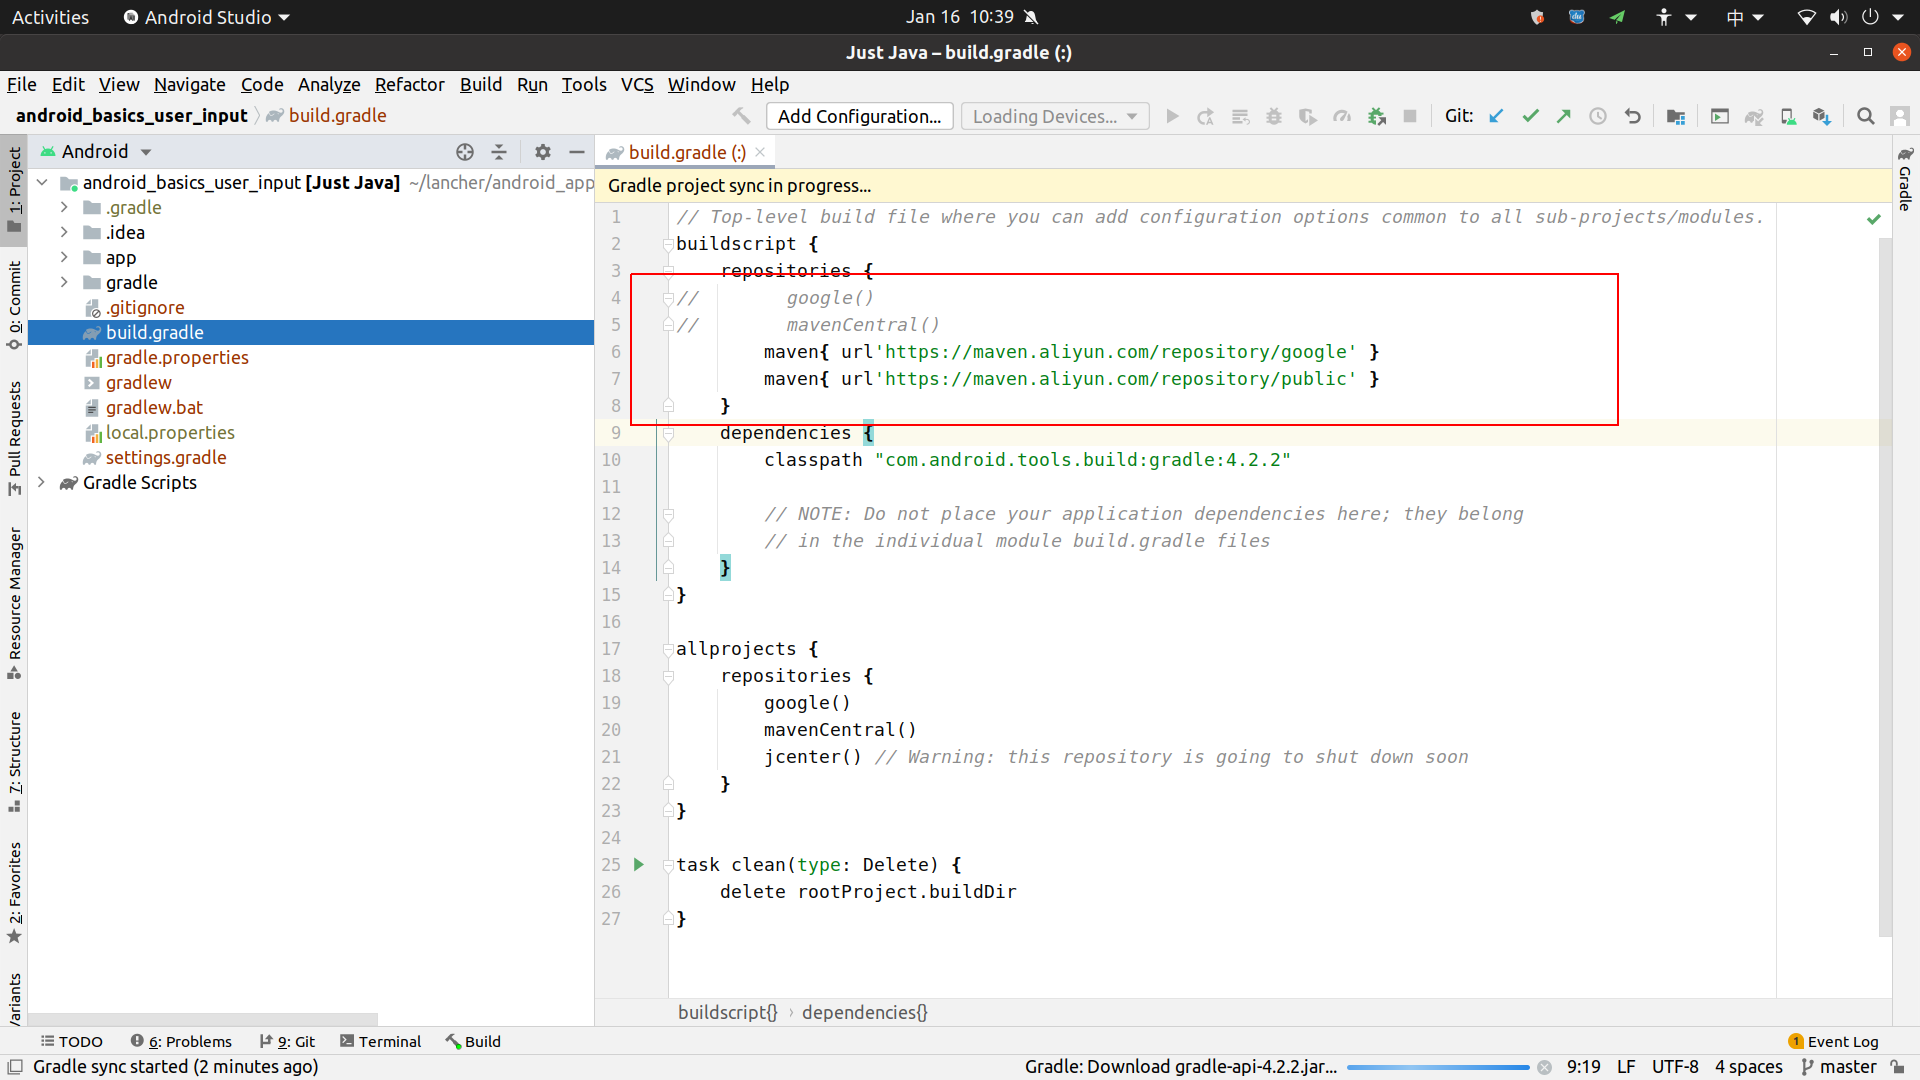 Activities
Android Studio
Jan 16 10:39
中
Just Java – build.gradle (:)
File Edit View Navigate Code Analyze Refactor Build Run Tools VCS Window Help
android_basics_user_input
build.gradle
Add Configuration...
Loading Devices...
Git:
1: Project
0: Commit
Pull Requests
Resource Manager
7: Structure
2: Favorites
Android
android_basics_user_input [Just Java] ~/lancher/android_app
.gradle
.idea
app
gradle
.gitignore
build.gradle
gradle.properties
gradlew
gradlew.bat
local.properties
settings.gradle
Gradle Scripts
build.gradle (:)
Gradle project sync in progress...
1 // Top-level build file where you can add configuration options common to all sub-projects/modules.
2 buildscript {
3 repositories {
4 // google()
5 // mavenCentral()
6 maven{ url'https://maven.aliyun.com/repository/google' }
7 maven{ url'https://maven.aliyun.com/repository/public' }
8 }
9 dependencies {
10 classpath "com.android.tools.build:gradle:4.2.2"
11
12 // NOTE: Do not place your application dependencies here; they belong
13 // in the individual module build.gradle files
14 }
15 }
16
17 allprojects {
18 repositories {
19 google()
20 mavenCentral()
21 jcenter() // Warning: this repository is going to shut down soon
22 }
23 }
24
25 task clean(type: Delete) {
26 delete rootProject.buildDir
27 }
Gradle
buildscript{} › dependencies{}
TODO
6: Problems
9: Git
Terminal
Build
1 Event Log
Gradle sync started (2 minutes ago)
Gradle: Download gradle-api-4.2.2.jar...
9:19 LF UTF-8 4 spaces master